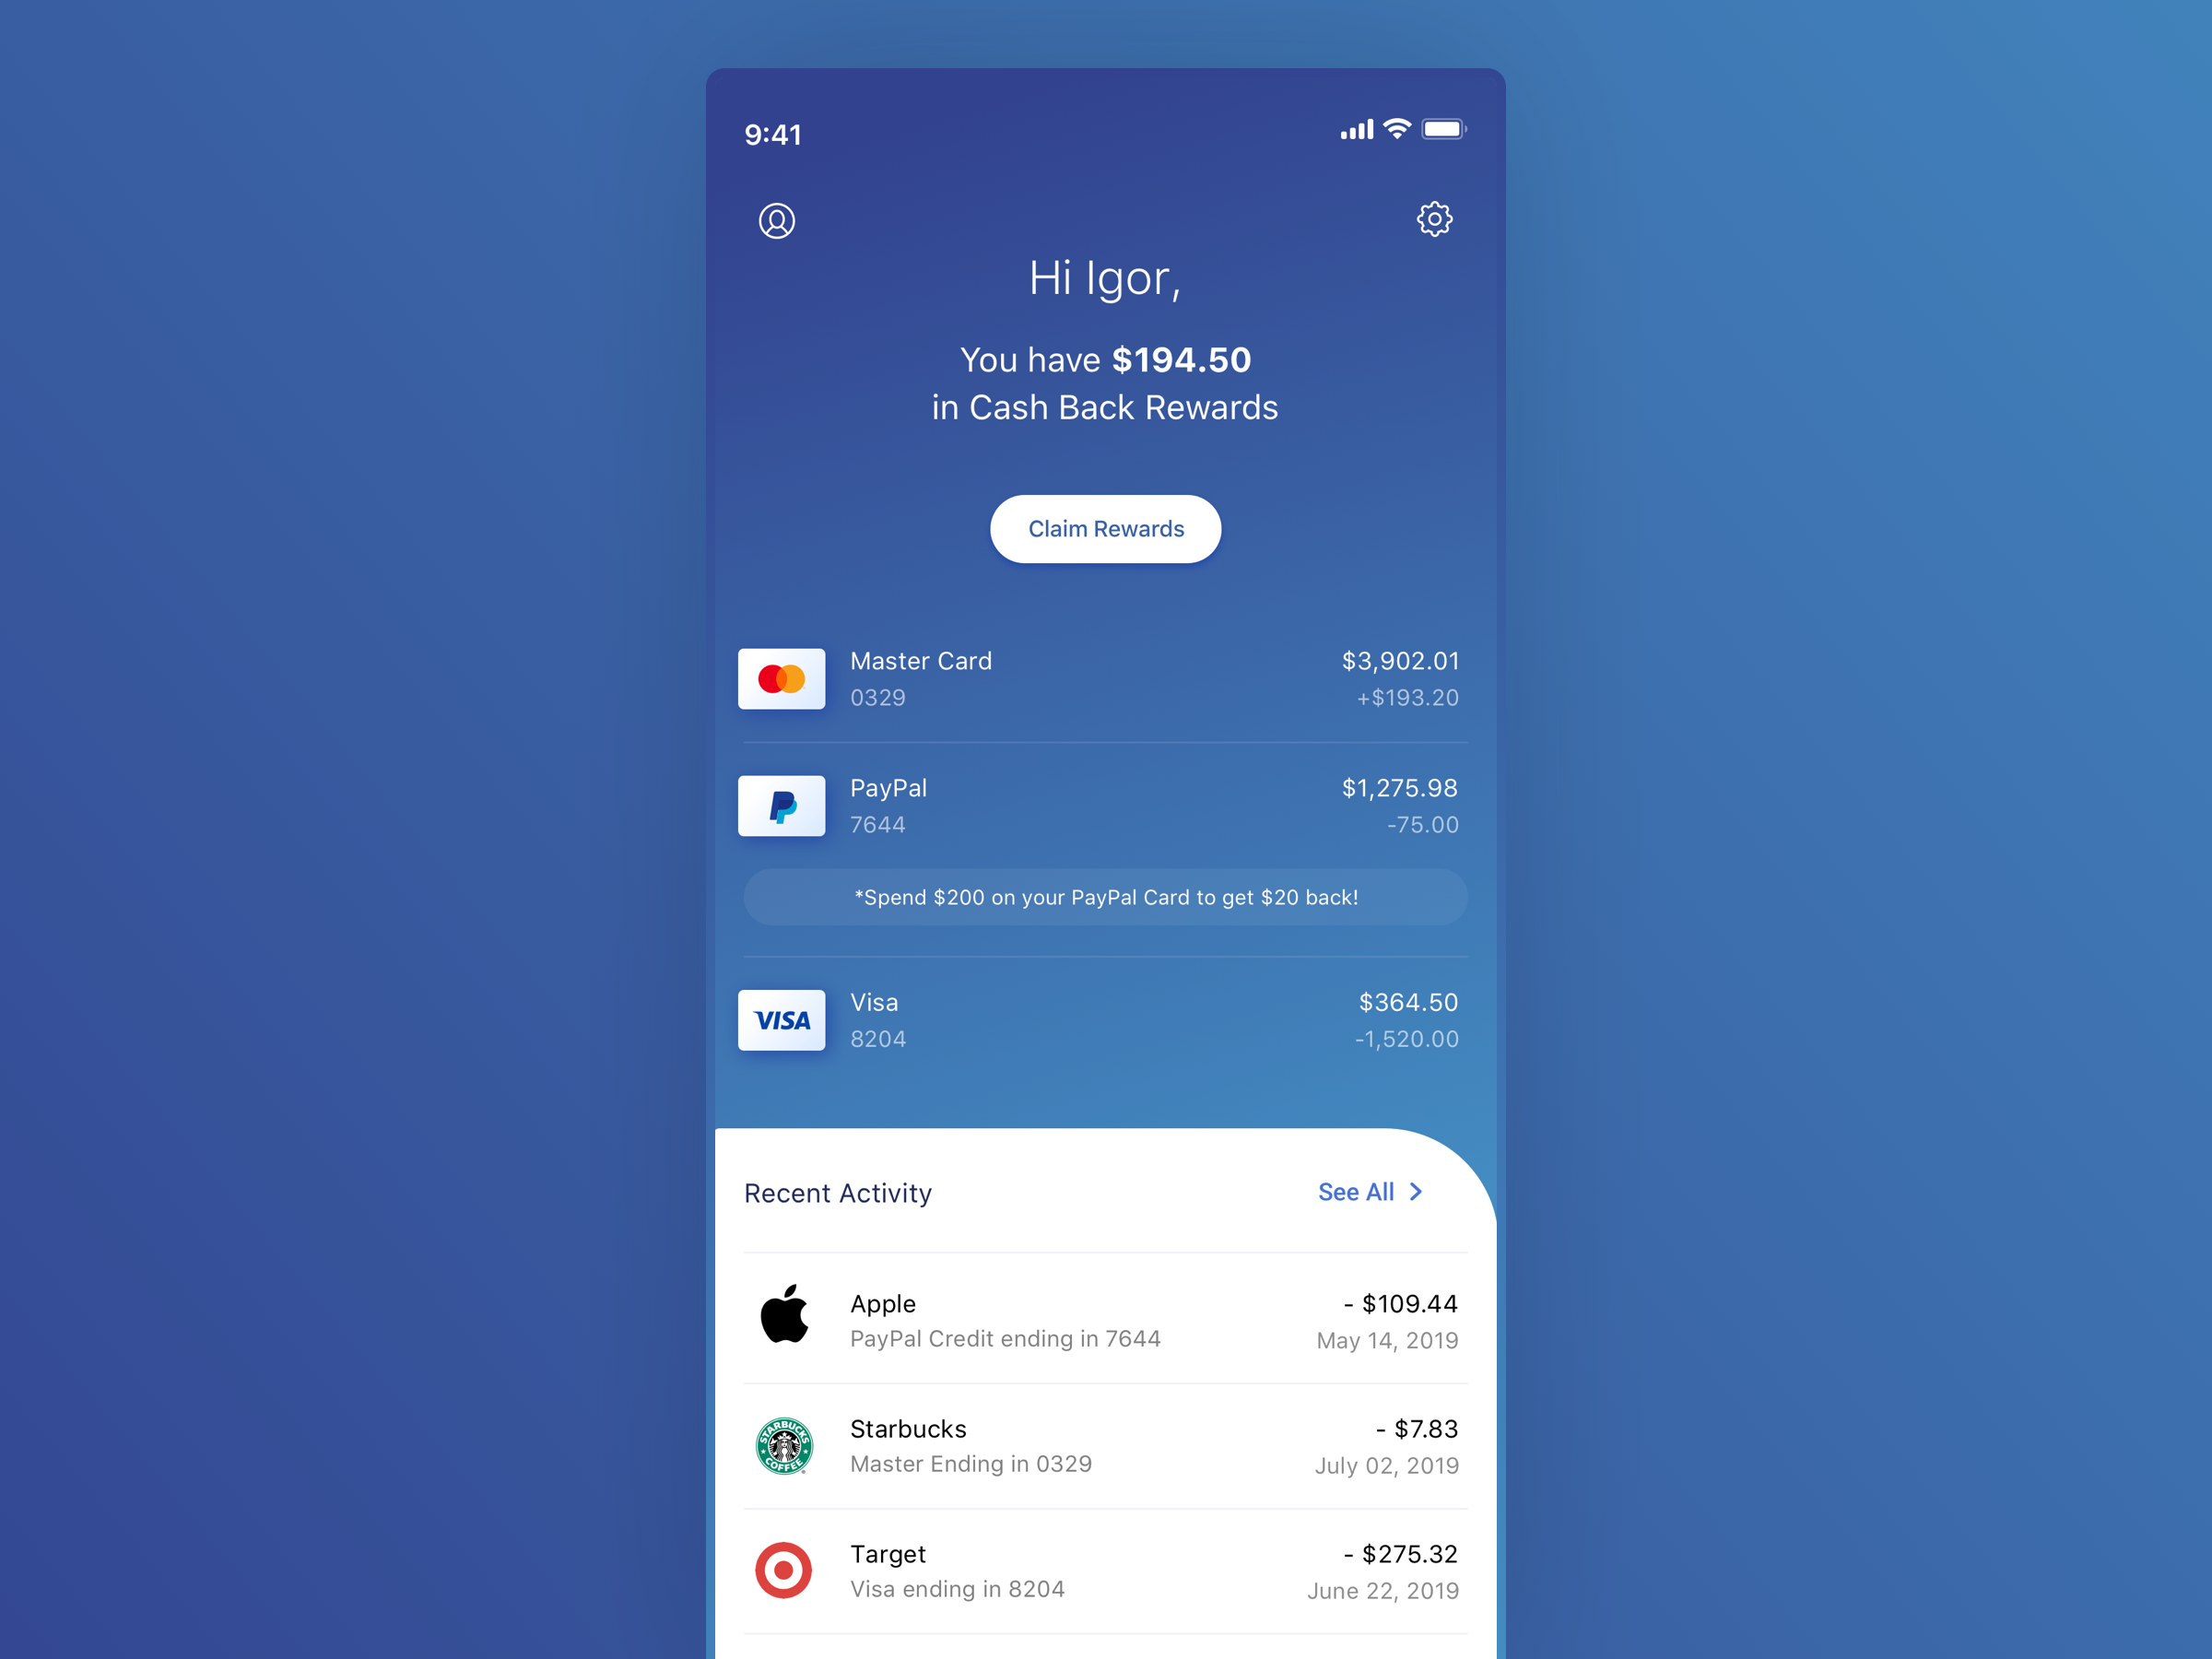 9:41
Hi Igor,
You have $194.50
in Cash Back Rewards
Claim Rewards
Master Card $3,902.01
0329 +$193.20
PayPal $1,275.98
7644 -75.00
*Spend $200 on your PayPal Card to get $20 back!
VISA
Visa $364.50
8204 -1,520.00
Recent Activity See All
Apple - $109.44
PayPal Credit ending in 7644 May 14, 2019
STARBUCKS COFFEE
Starbucks - $7.83
Master Ending in 0329 July 02, 2019
Target - $275.32
Visa ending in 8204 June 22, 2019